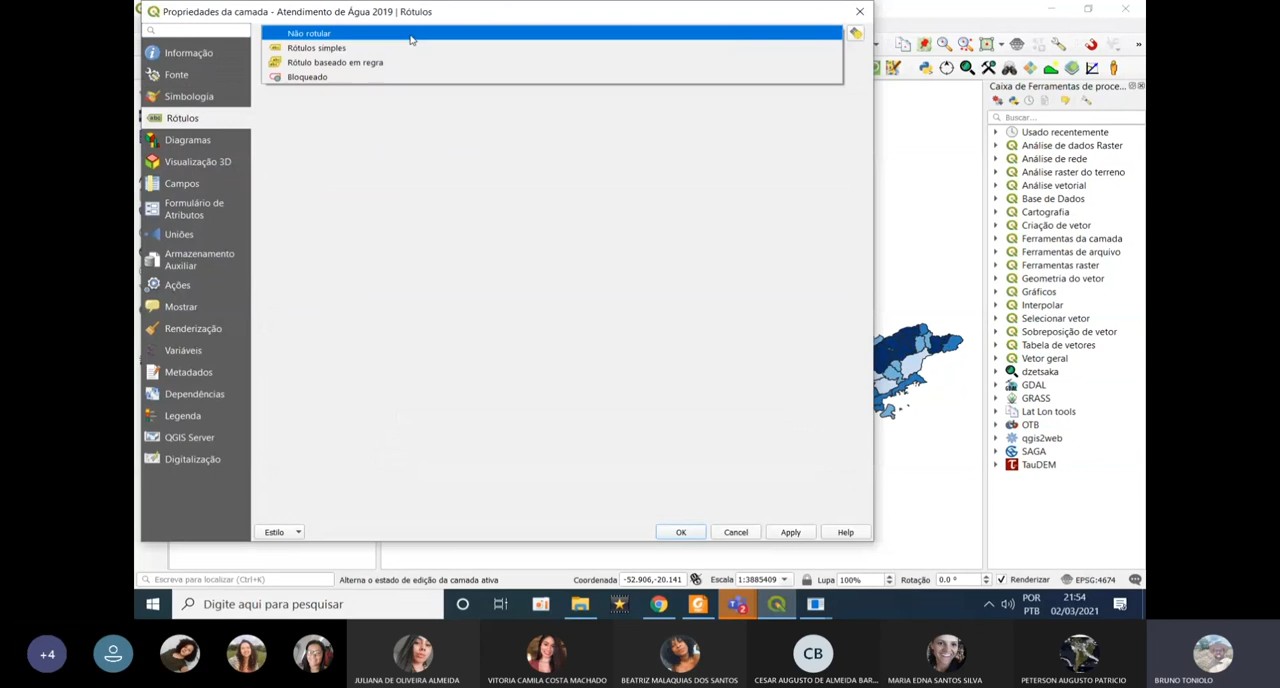 Propriedades da camada - Atendimento de Água 2019 | Rótulos
Não rotular
Rótulos simples
Rótulo baseado em regra
Bloqueado
Informação
Fonte
Simbologia
abc Rótulos
Diagramas
Visualização 3D
Campos
Formulário de
Atributos
Uniões
Armazenamento
Auxiliar
Ações
Mostrar
Renderização
Variáveis
Metadados
Dependências
Legenda
QGIS Server
Digitalização
Estilo
OK
Cancel
Apply
Help
»
Caixa de Ferramentas de proce...
Buscar...
Usado recentemente
Análise de dados Raster
Análise de rede
Análise raster do terreno
Análise vetorial
Base de Dados
Cartografia
Criação de vetor
Ferramentas da camada
Ferramentas de arquivo
Ferramentas raster
Geometria do vetor
Gráficos
Interpolar
Selecionar vetor
Sobreposição de vetor
Tabela de vetores
Vetor geral
dzetsaka
GDAL
GRASS
Lat Lon tools
OTB
qgis2web
SAGA
TauDEM
Escreva para localizar (Ctrl+K)
Alterna o estado de edição da camada ativa
Coordenada -52.906,-20.141
Escala 1:3885409
Lupa 100%
Rotação 0.0 °
Renderizar
EPSG:4674
Digite aqui para pesquisar
2
POR
PTB
21:54
02/03/2021
+4
CB
JULIANA DE OLIVEIRA ALMEIDA
VITORIA CAMILA COSTA MACHADO
BEATRIZ MALAQUIAS DOS SANTOS
CESAR AUGUSTO DE ALMEIDA BAR...
MARIA EDNA SANTOS SILVA
PETERSON AUGUSTO PATRICIO
BRUNO TONIOLO